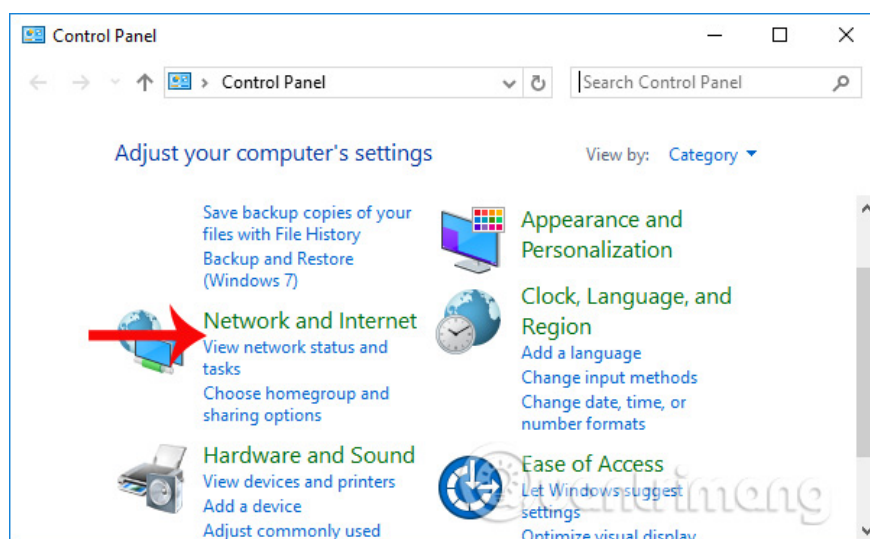 Control Panel
Control Panel
Search Control Panel
Adjust your computer's settings
View by: Category
Save backup copies of your
files with File History
Backup and Restore
(Windows 7)
Network and Internet
View network status and
tasks
Choose homegroup and
sharing options
Hardware and Sound
View devices and printers
Add a device
Adjust commonly used
Appearance and
Personalization
Clock, Language, and
Region
Add a language
Change input methods
Change date, time, or
number formats
Ease of Access
Let Windows suggest
settings
Optimize visual display
uantrimang